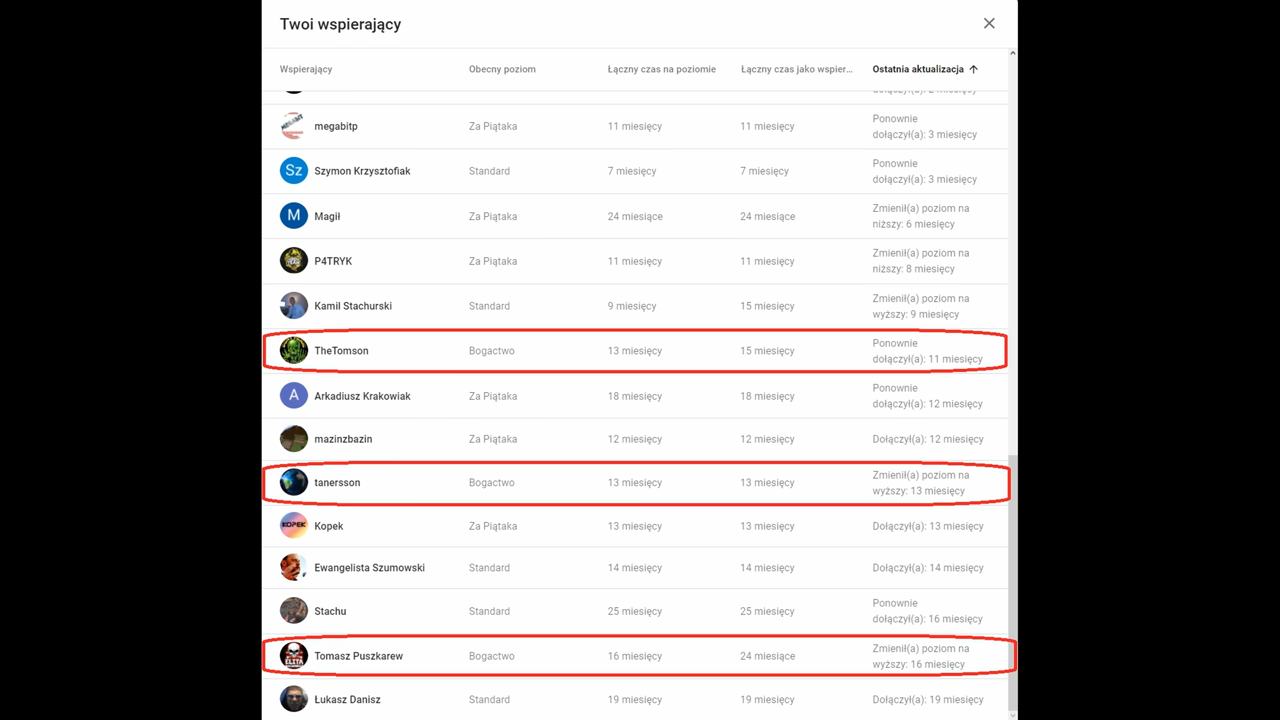 Twoi wspierający
Wspierający Obecny poziom Łączny czas na poziomie Łączny czas jako wspier... Ostatnia aktualizacja
megabitp Za Piątaka 11 miesięcy 11 miesięcy Ponownie
dołączył(a): 3 miesięcy
Sz Szymon Krzysztofiak Standard 7 miesięcy 7 miesięcy Ponownie
dołączył(a): 3 miesięcy
M Magił Za Piątaka 24 miesiące 24 miesiące Zmienił(a) poziom na
niższy: 6 miesięcy
P4TRYK Za Piątaka 11 miesięcy 11 miesięcy Zmienił(a) poziom na
niższy: 8 miesięcy
Kamil Stachurski Standard 9 miesięcy 15 miesięcy Zmienił(a) poziom na
wyższy: 9 miesięcy
TheTomson Bogactwo 13 miesięcy 15 miesięcy Ponownie
dołączył(a): 11 miesięcy
A Arkadiusz Krakowiak Za Piątaka 18 miesięcy 18 miesięcy Ponownie
dołączył(a): 12 miesięcy
mazinzbazin Za Piątaka 12 miesięcy 12 miesięcy Dołączył(a): 12 miesięcy
tanersson Bogactwo 13 miesięcy 13 miesięcy Zmienił(a) poziom na
wyższy: 13 miesięcy
KOPEK Kopek Za Piątaka 13 miesięcy 13 miesięcy Dołączył(a): 13 miesięcy
Ewangelista Szumowski Standard 14 miesięcy 14 miesięcy Dołączył(a): 14 miesięcy
Stachu Standard 25 miesięcy 25 miesięcy Ponownie
dołączył(a): 16 miesięcy
ELITA Tomasz Puszkarew Bogactwo 16 miesięcy 24 miesiące Zmienił(a) poziom na
wyższy: 16 miesięcy
Łukasz Danisz Standard 19 miesięcy 19 miesięcy Dołączył(a): 19 miesięcy